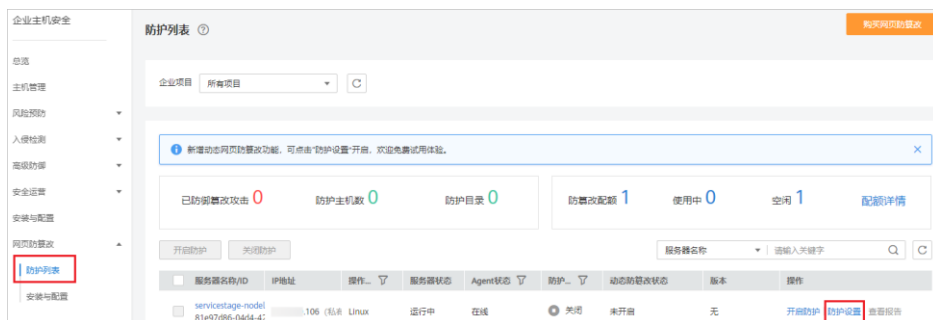 企业主机安全
总览
主机管理
风险预防
入侵检测
高级防御
安全运营
安装与配置
网页防篡改
防护列表
安装与配置
防护列表
购买网页防篡改
企业项目 所有项目
新增动态网页防篡改功能，可点击“防护设置”开启，欢迎免费试用体验。
已防御篡改攻击 0 防护主机数 0 防护目录 0 防篡改配额 1 使用中 0 空闲 1 配额详情
开启防护 关闭防护 服务器名称 请输入关键字
服务器名称/ID IP地址 操作... 服务器状态 Agent状态 防护... 动态防篡改状态 版本 操作
servicestage-nodel .106 (私有 Linux 运行中 在线 关闭 未开启 无 开启防护 防护设置 查看报告
81e97d86-04d4-42